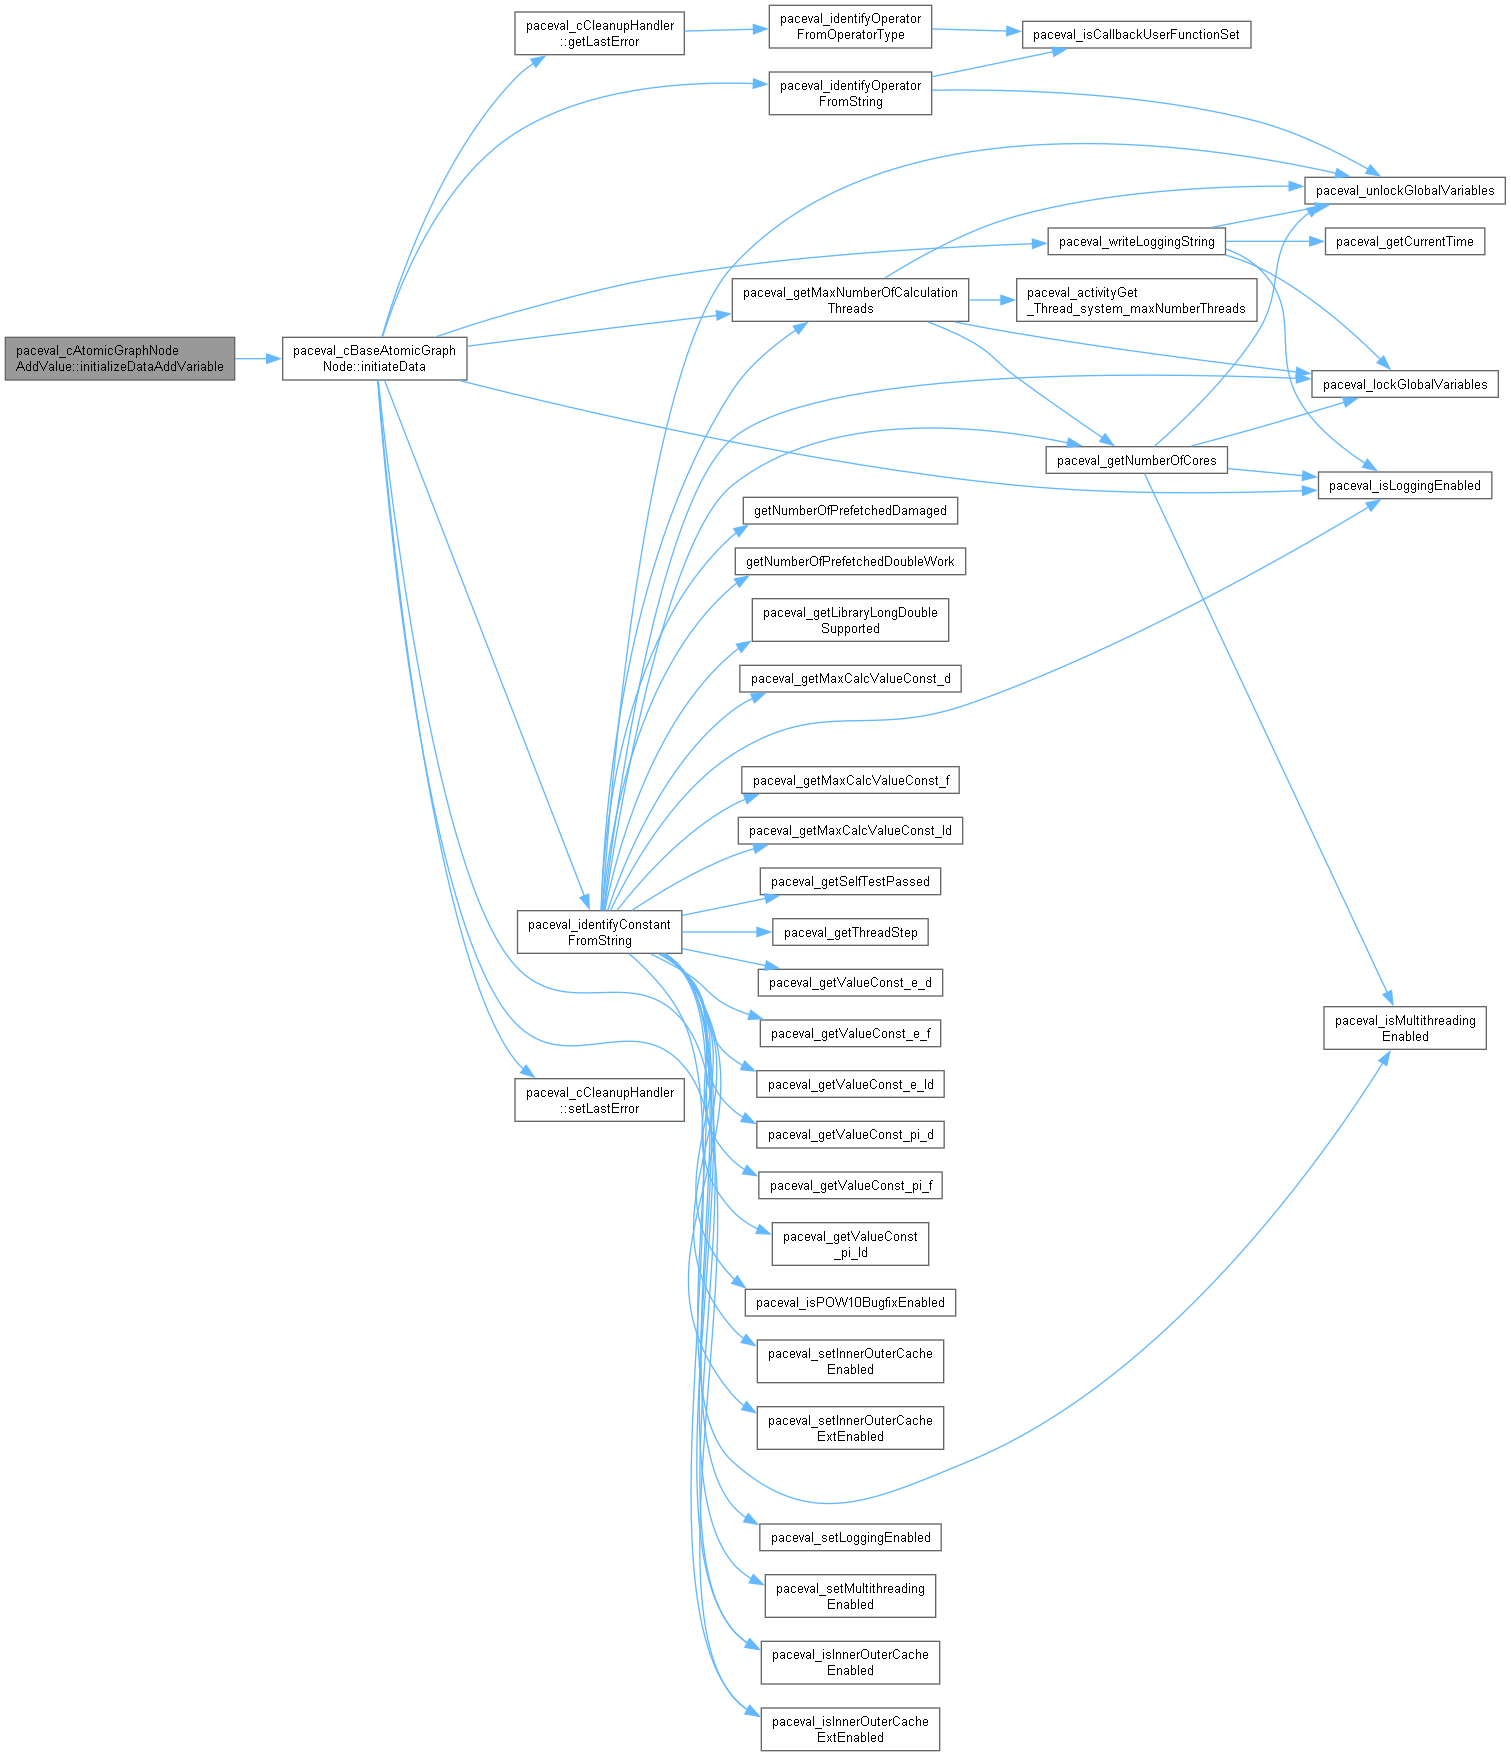 paceval_cCleanupHandler
::getLastError
paceval_identifyOperator
FromOperatorType
paceval_isCallbackUserFunctionSet
paceval_identifyOperator
FromString
paceval_unlockGlobalVariables
paceval_writeLoggingString
paceval_getCurrentTime
paceval_getMaxNumberOfCalculation
Threads
paceval_activityGet
_Thread_system_maxNumberThreads
paceval_cAtomicGraphNode
AddValue::initializeDataAddVariable
paceval_cBaseAtomicGraph
Node::initiateData
paceval_lockGlobalVariables
paceval_getNumberOfCores
paceval_isLoggingEnabled
getNumberOfPrefetchedDamaged
getNumberOfPrefetchedDoubleWork
paceval_getLibraryLongDouble
Supported
paceval_getMaxCalcValueConst_d
paceval_getMaxCalcValueConst_f
paceval_getMaxCalcValueConst_ld
paceval_getSelfTestPassed
paceval_identifyConstant
FromString
paceval_getThreadStep
paceval_getValueConst_e_d
paceval_getValueConst_e_f
paceval_isMultithreading
Enabled
paceval_getValueConst_e_ld
paceval_cCleanupHandler
::setLastError
paceval_getValueConst_pi_d
paceval_getValueConst_pi_f
paceval_getValueConst
_pi_ld
paceval_isPOW10BugfixEnabled
paceval_setInnerOuterCache
Enabled
paceval_setInnerOuterCache
ExtEnabled
paceval_setLoggingEnabled
paceval_setMultithreading
Enabled
paceval_isInnerOuterCache
Enabled
paceval_isInnerOuterCache
ExtEnabled